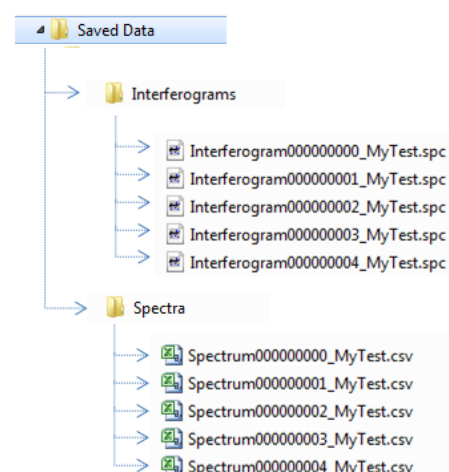 Saved Data
Interferograms
Interferogram000000000_MyTest.spc
Interferogram000000001_MyTest.spc
Interferogram000000002_MyTest.spc
Interferogram000000003_MyTest.spc
Interferogram000000004_MyTest.spc
Spectra
Spectrum000000000_MyTest.csv
Spectrum000000001_MyTest.csv
Spectrum000000002_MyTest.csv
Spectrum000000003_MyTest.csv
Spectrum000000004_MyTest.csv